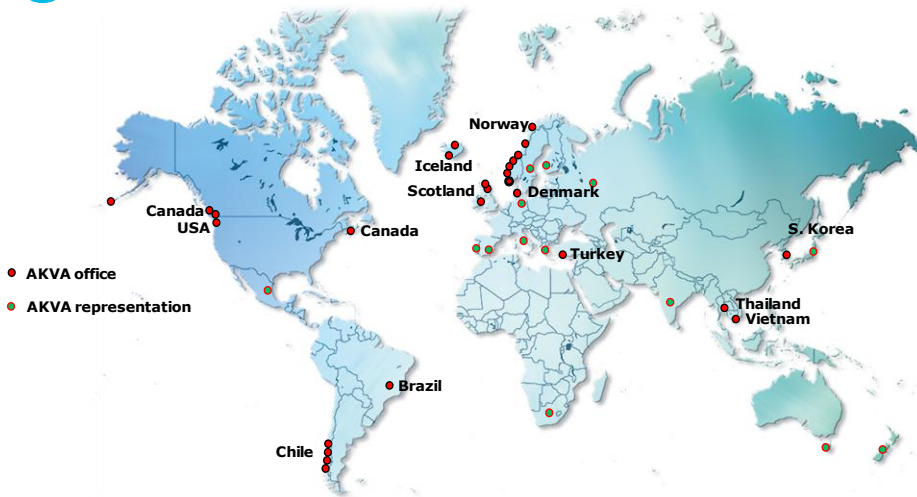 Norway
Iceland
Scotland
Denmark
Canada
USA
Canada
S. Korea
Turkey
AKVA office
AKVA representation
Thailand
Vietnam
Brazil
Chile